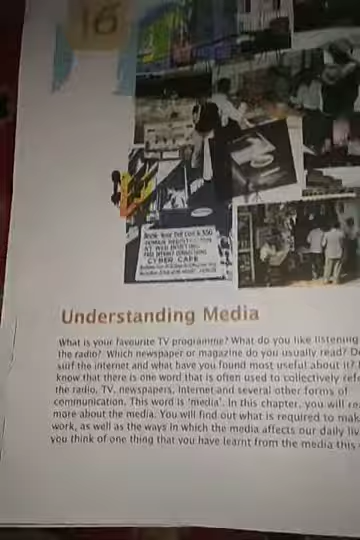 16
DOMAIN REGISTRATION
CYBER CAFE
Understanding Media
What is your favourite TV programme? What do you like listening
the radio? Which newspaper or magazine do you usually read? D
surf the internet and what have you found most useful about it?
know that there is one word that is often used to collectively ref
the radio, TV, newspapers, Internet and several other forms of
communication. This word is 'media'. In this chapter, you will re
more about the media. You will find out what is required to mak
work, as well as the ways in which the media affects our daily liv
you think of one thing that you have learnt from the media this